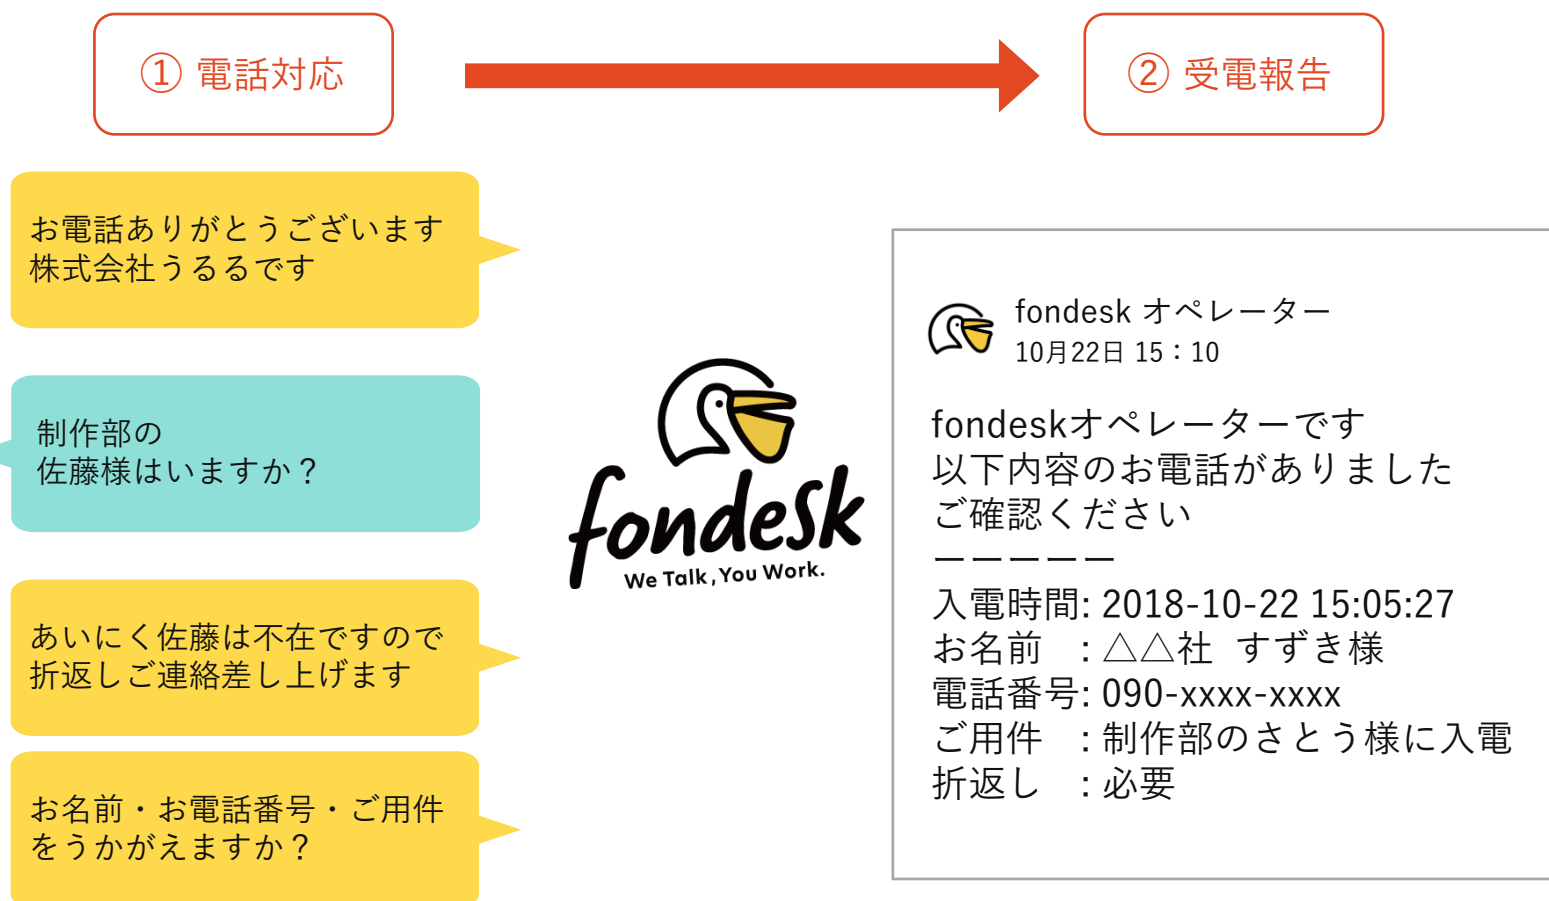 ① 電話対応
② 受電報告
お電話ありがとうございます
株式会社うるるです
制作部の
佐藤様はいますか？
あいにく佐藤は不在ですので
折返しご連絡差し上げます
お名前・お電話番号・ご用件
をうかがえますか？
fondesk
We Talk, You Work.
fondesk オペレーター
10月22日 15：10
fondeskオペレーターです
以下内容のお電話がありました
ご確認ください
ーーーーー
入電時間: 2018-10-22 15:05:27
お名前　: △△社 すずき様
電話番号: 090-xxxx-xxxx
ご用件　: 制作部のさとう様に入電
折返し　: 必要